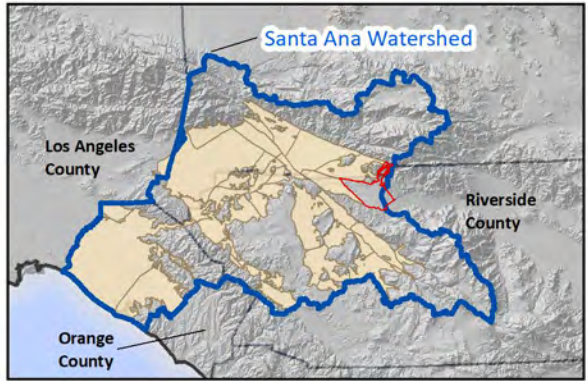 Santa Ana Watershed
Los Angeles
County
Riverside
County
Orange
County